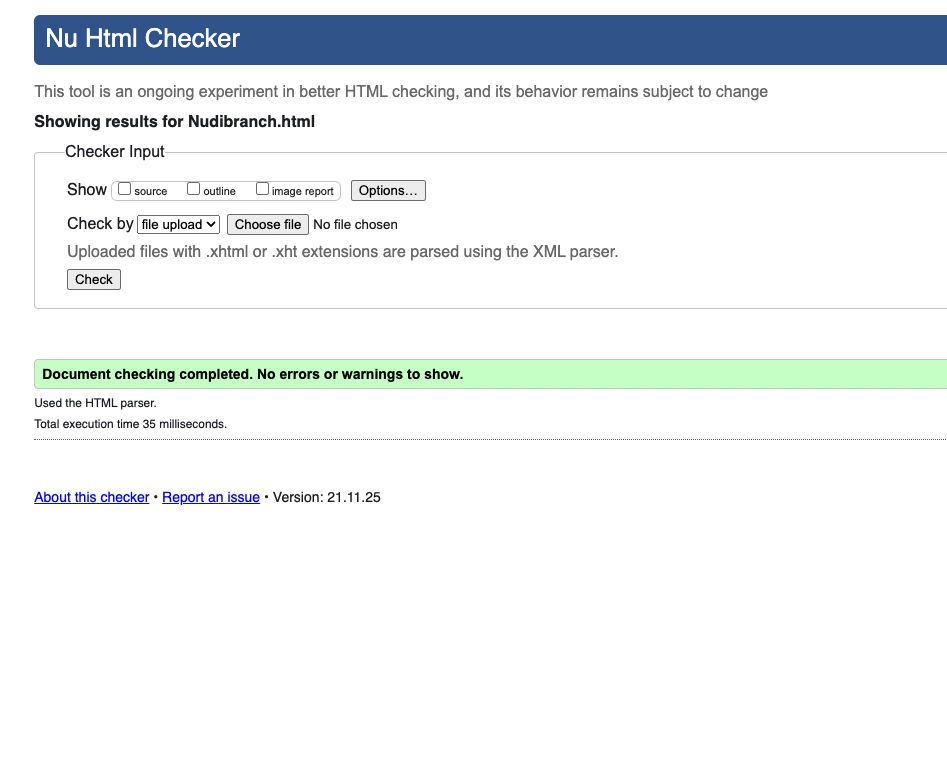 Nu Html Checker
This tool is an ongoing experiment in better HTML checking, and its behavior remains subject to change
Showing results for Nudibranch.html
Checker Input
Show source outline image report Options...
Check by file upload Choose file No file chosen
Uploaded files with .xhtml or .xht extensions are parsed using the XML parser.
Check
Document checking completed. No errors or warnings to show.
Used the HTML parser.
Total execution time 35 milliseconds.
About this checker • Report an issue • Version: 21.11.25